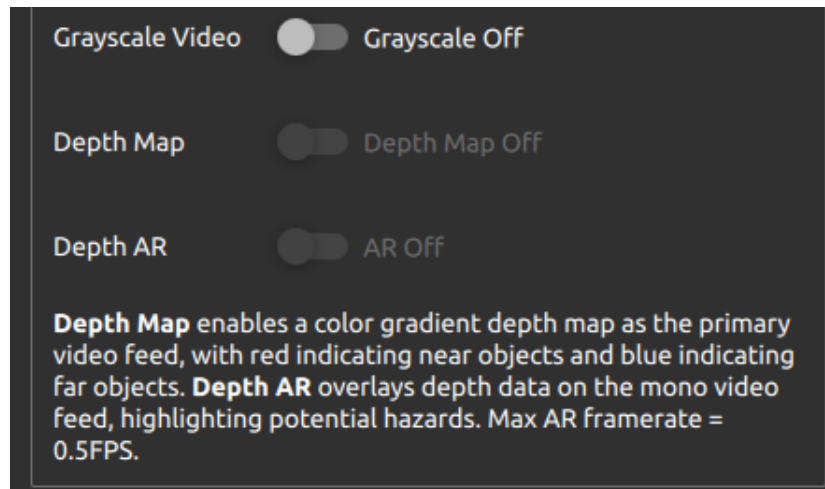 Grayscale Video Grayscale Off
Depth Map Depth Map Off
Depth AR AR Off
Depth Map enables a color gradient depth map as the primary
video feed, with red indicating near objects and blue indicating
far objects. Depth AR overlays depth data on the mono video
feed, highlighting potential hazards. Max AR framerate =
0.5FPS.